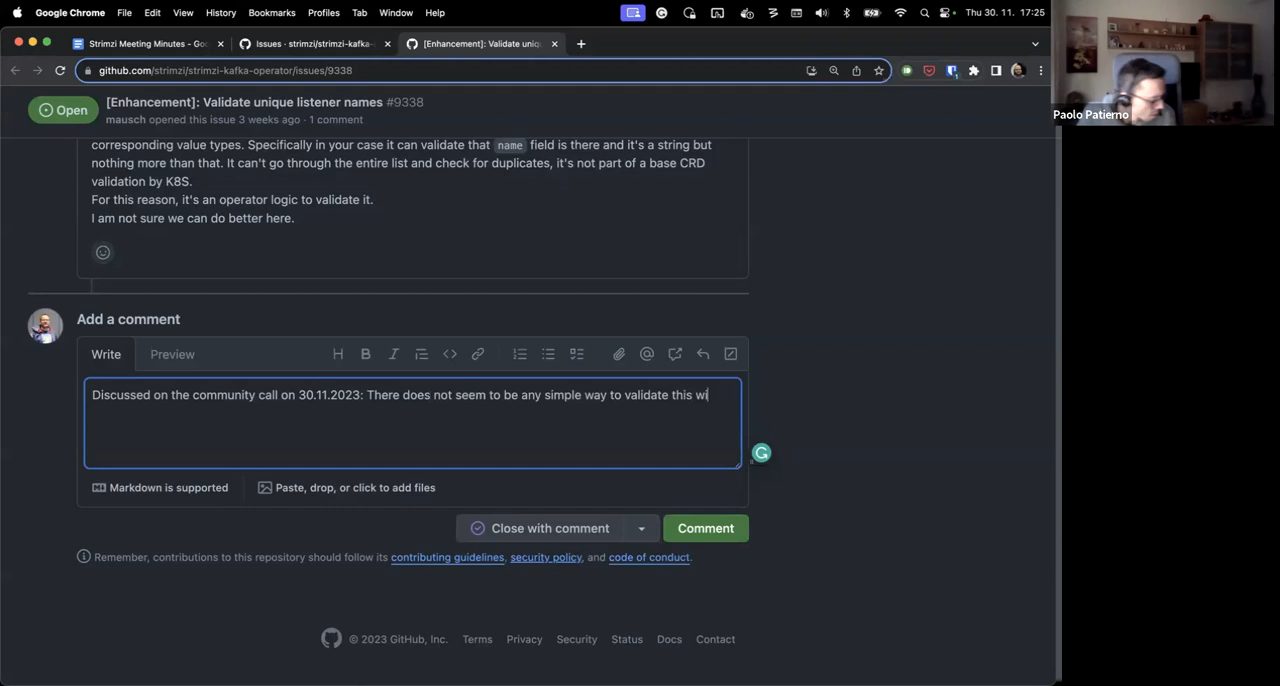 Google Chrome File Edit View History Bookmarks Profiles Tab Window Help Thu 30. 11. 17:25
Strimzi Meeting Minutes - Goo
Issues · strimzi/strimzi-kafka-
[Enhancement]: Validate uniqu
github.com/strimzi/strimzi-kafka-operator/issues/9338
Paolo Patierno
Open
[Enhancement]: Validate unique listener names #9338
mausch opened this issue 3 weeks ago · 1 comment
corresponding value types. Specifically in your case it can validate that name field is there and it's a string but
nothing more than that. It can't go through the entire list and check for duplicates, it's not part of a base CRD
validation by K8S.
For this reason, it's an operator logic to validate it.
I am not sure we can do better here.
Add a comment
Write Preview
Discussed on the community call on 30.11.2023: There does not seem to be any simple way to validate this wi
Markdown is supported
Paste, drop, or click to add files
Close with comment
Comment
Remember, contributions to this repository should follow its contributing guidelines, security policy, and code of conduct.
© 2023 GitHub, Inc. Terms Privacy Security Status Docs Contact